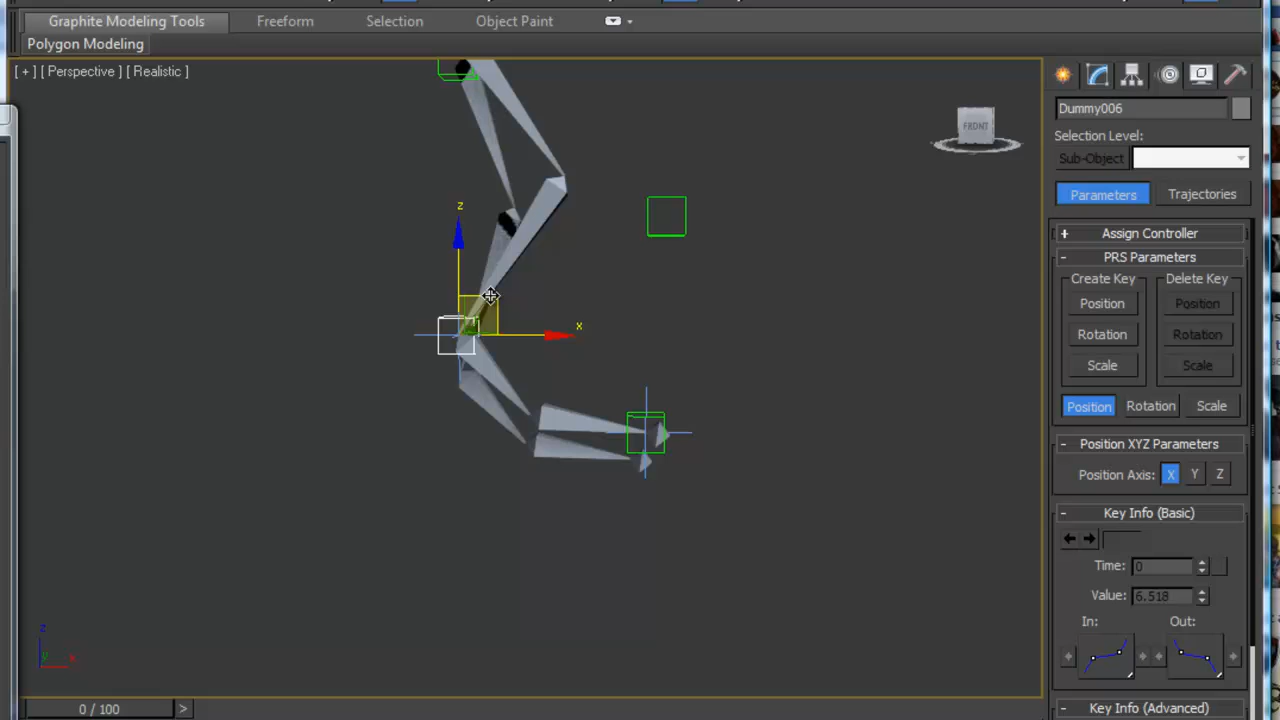 Graphite Modeling Tools Freeform Selection Object Paint
Polygon Modeling
[ + ] [ Perspective ] [ Realistic ]
FRONT
z
x
z
y
x
0 / 100 >
Dummy006
Selection Level:
Sub-Object
Parameters Trajectories
+ Assign Controller
- PRS Parameters
Create Key Delete Key
Position Position
Rotation Rotation
Scale Scale
Position Rotation Scale
- Position XYZ Parameters
Position Axis: X Y Z
- Key Info (Basic)
Time: 0
Value: 6.518
In: Out:
- Key Info (Advanced)